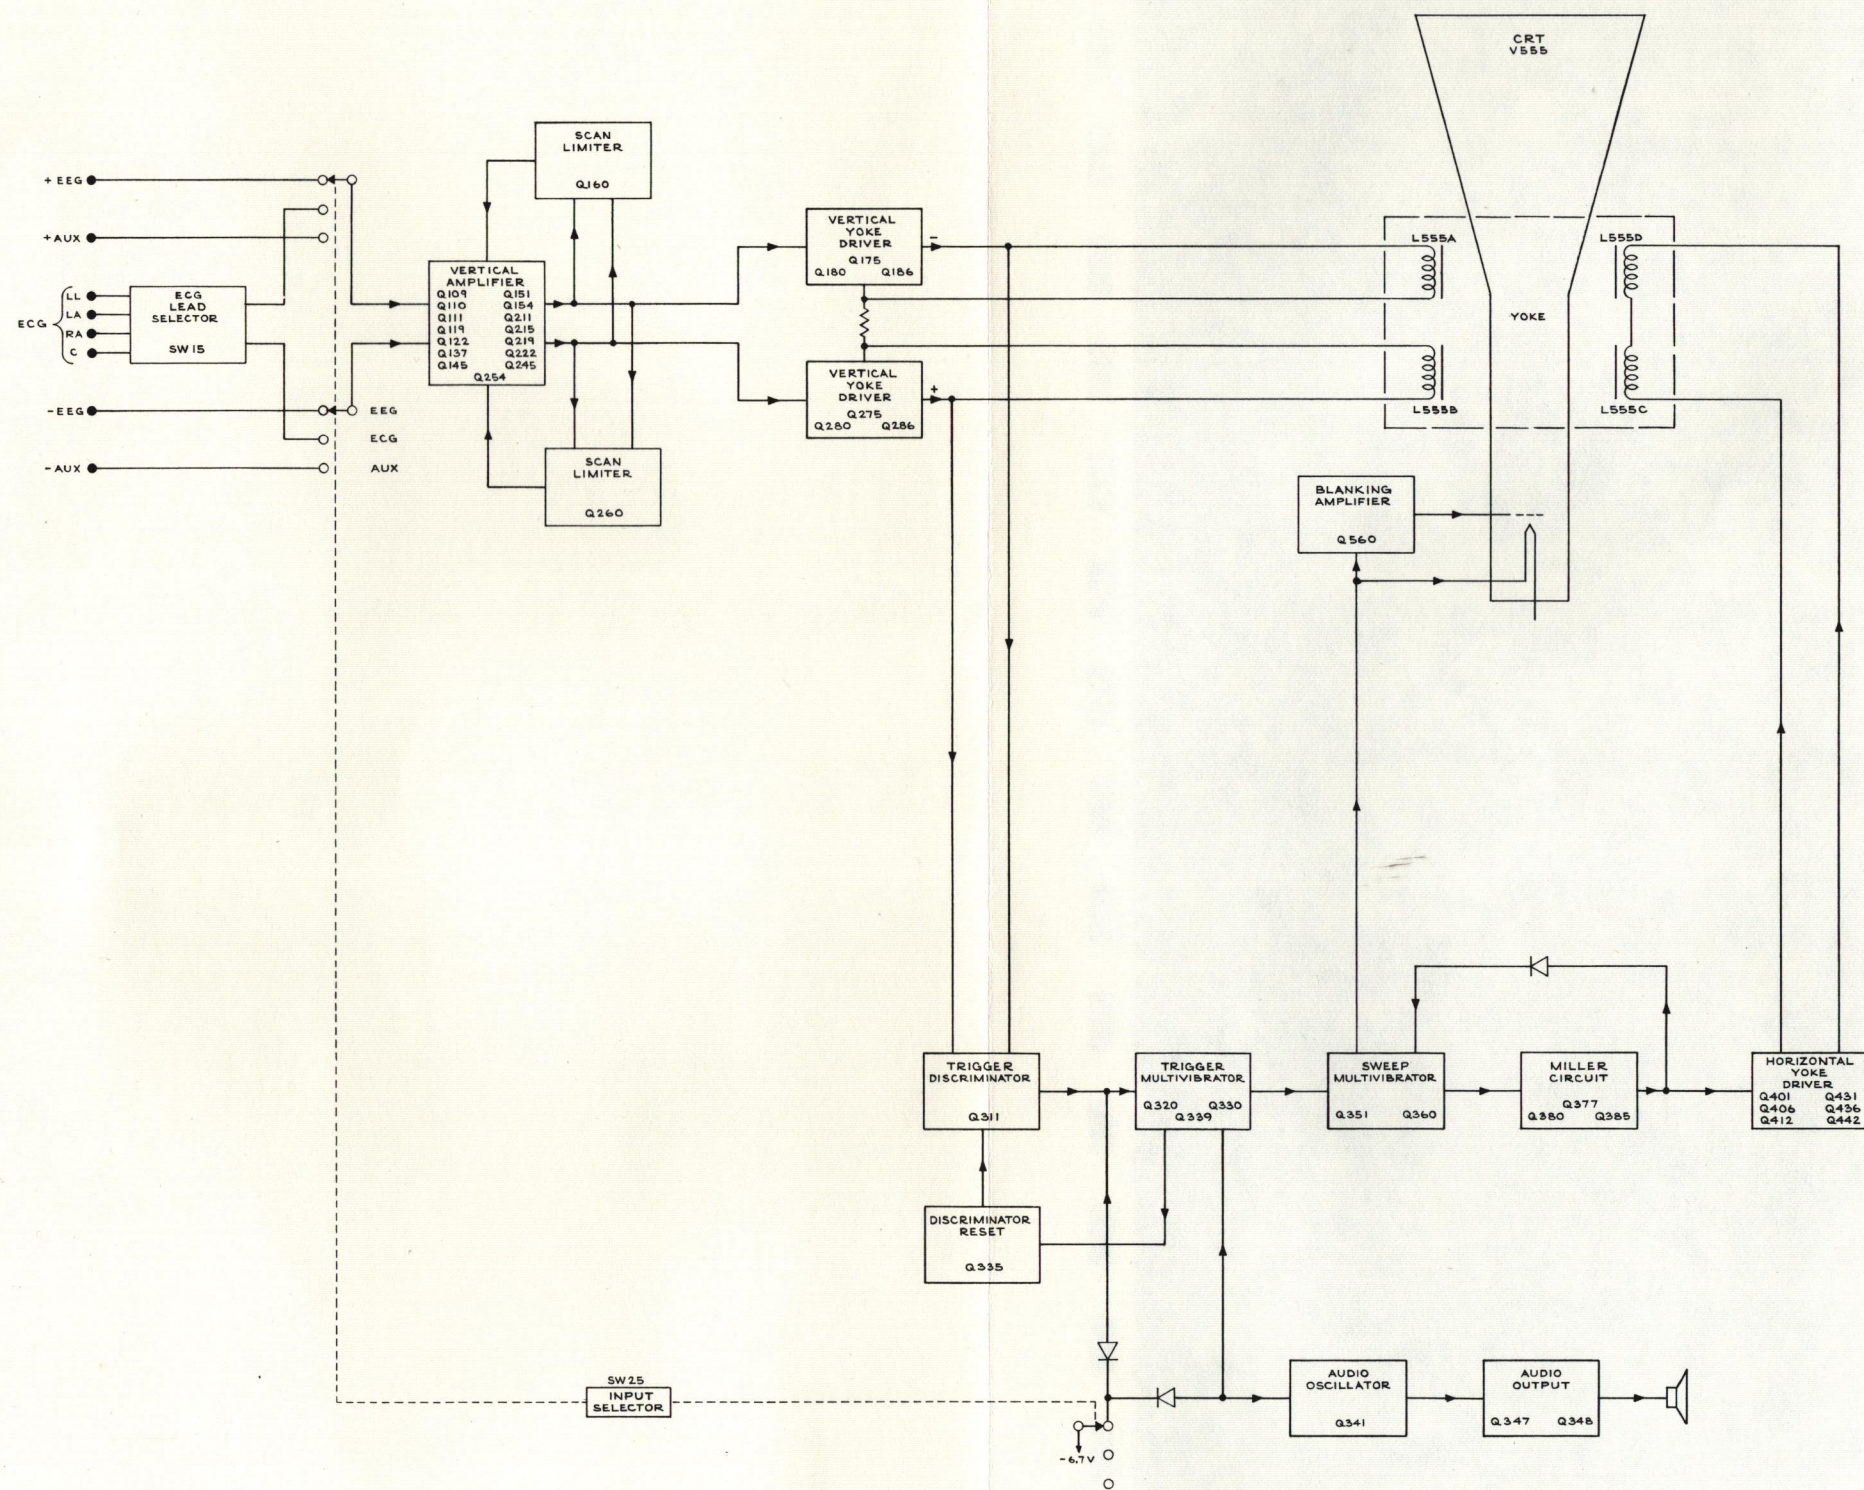 CRT
V555
SCAN
LIMITER
Q160
+ EEG
+AUX
LL
LA
RA
C
ECG
ECG
LEAD
SELECTOR
SW15
-EEG
-AUX
EEG
ECG
AUX
VERTICAL
AMPLIFIER
Q109 Q151
Q110 Q154
Q111 Q211
Q119 Q215
Q122 Q219
Q137 Q222
Q145 Q245
Q254
SCAN
LIMITER
Q260
VERTICAL
YOKE
DRIVER
Q175
Q180 Q186
-
VERTICAL
YOKE
DRIVER
Q275
Q280 Q286
+
L555A
L555D
YOKE
L555B
L555C
BLANKING
AMPLIFIER
Q560
TRIGGER
DISCRIMINATOR
Q311
TRIGGER
MULTIVIBRATOR
Q320 Q330
Q339
SWEEP
MULTIVIBRATOR
Q351 Q360
MILLER
CIRCUIT
Q377
Q380 Q385
HORIZONTAL
YOKE
DRIVER
Q401 Q431
Q406 Q436
Q412 Q442
DISCRIMINATOR
RESET
Q335
SW25
INPUT
SELECTOR
-6.7V
AUDIO
OSCILLATOR
Q341
AUDIO
OUTPUT
Q347 Q348